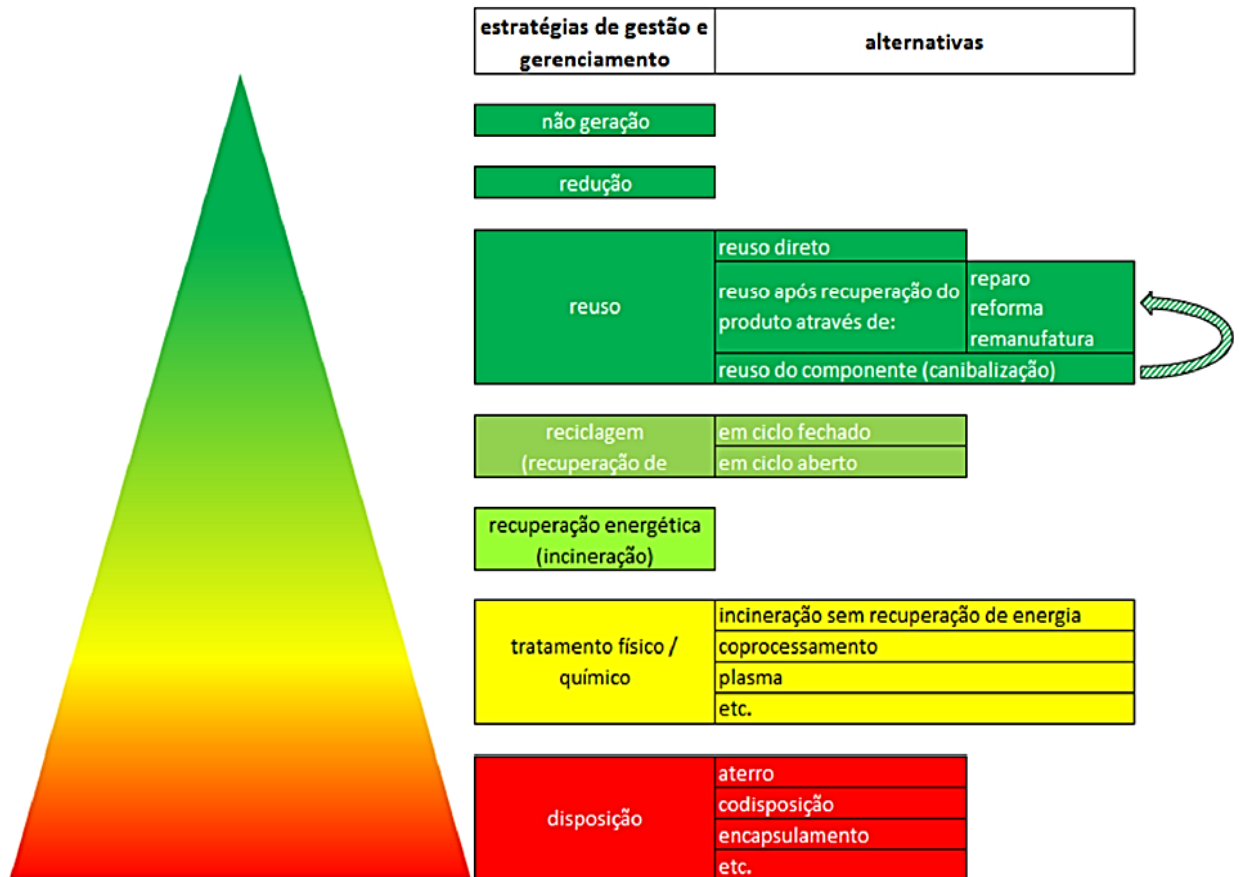 estratégias de gestão e
gerenciamento
alternativas
não geração
redução
reuso
reuso direto
reuso após recuperação do
produto através de:
reparo
reforma
remanufatura
reuso do componente (canibalização)
reciclagem
(recuperação de
em ciclo fechado
em ciclo aberto
recuperação energética
(incineração)
tratamento físico /
químico
incineração sem recuperação de energia
coprocessamento
plasma
etc.
disposição
aterro
codisposição
encapsulamento
etc.